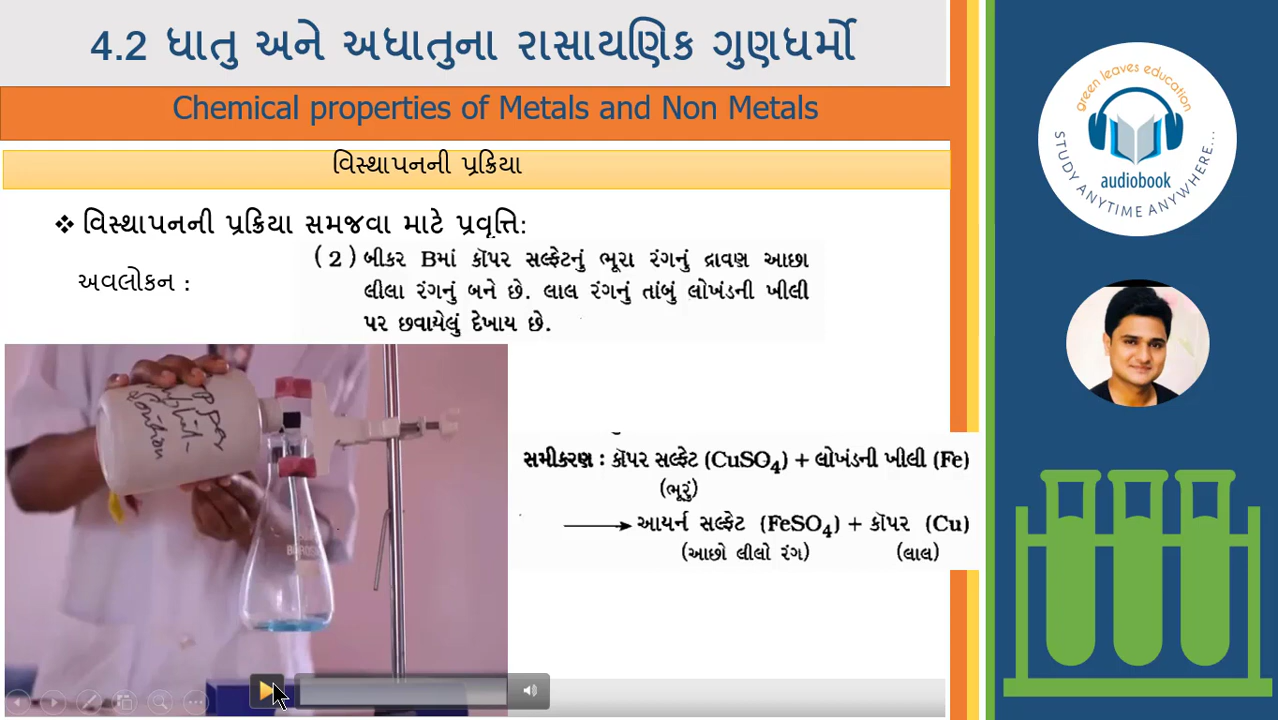 4.2 ધાતુ અને અધાતુના રાસાયણિક ગુણધર્મો
Chemical properties of Metals and Non Metals
વિસ્થાપનની પ્રક્રિયા
❖ વિસ્થાપનની પ્રક્રિયા સમજવા માટે પ્રવૃત્તિ:
અવલોકન :
(2) બીકર Bમાં કૉપર સલ્ફેટનું ભૂરા રંગનું દ્રાવણ આછા
લીલા રંગનું બને છે. લાલ રંગનું તાંબું લોખંડની ખીલી
પર છવાયેલું દેખાય છે.
સમીકરણ : કૉપર સલ્ફેટ (CuSO₄) + લોખંડની ખીલી (Fe)
(ભૂરું)
⟶ આયર્ન સલ્ફેટ (FeSO₄) + કૉપર (Cu)
(આછો લીલો રંગ) (લાલ)
green leaves education
audiobook
STUDY ANYTIME ANYWHERE...